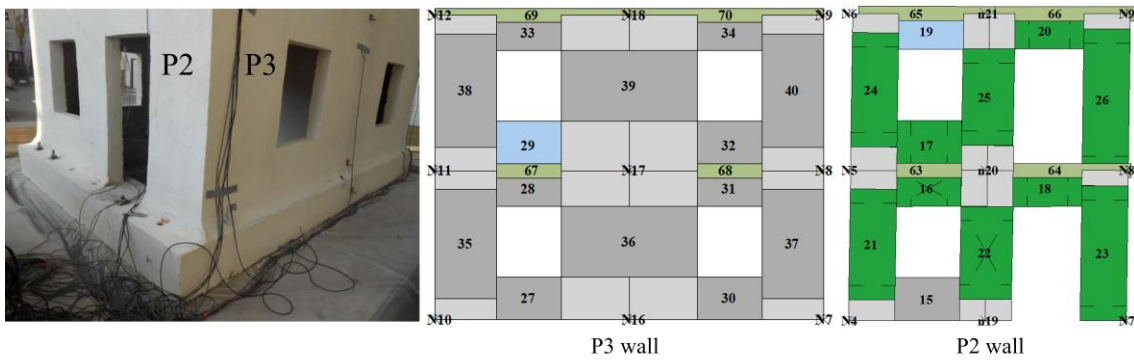 P2
P3
N12 69 N18 70 N9
33 34
38 39 40
29 32
N11 67 N17 68 N8
28 31
35 36 37
27 30
N10 N16 N7
P3 wall
N6 65 n21 66 N9
19 20
24 25 26
17
N5 63 n20 64 N8
16 18
21 22 23
15
N4 n19 N7
P2 wall